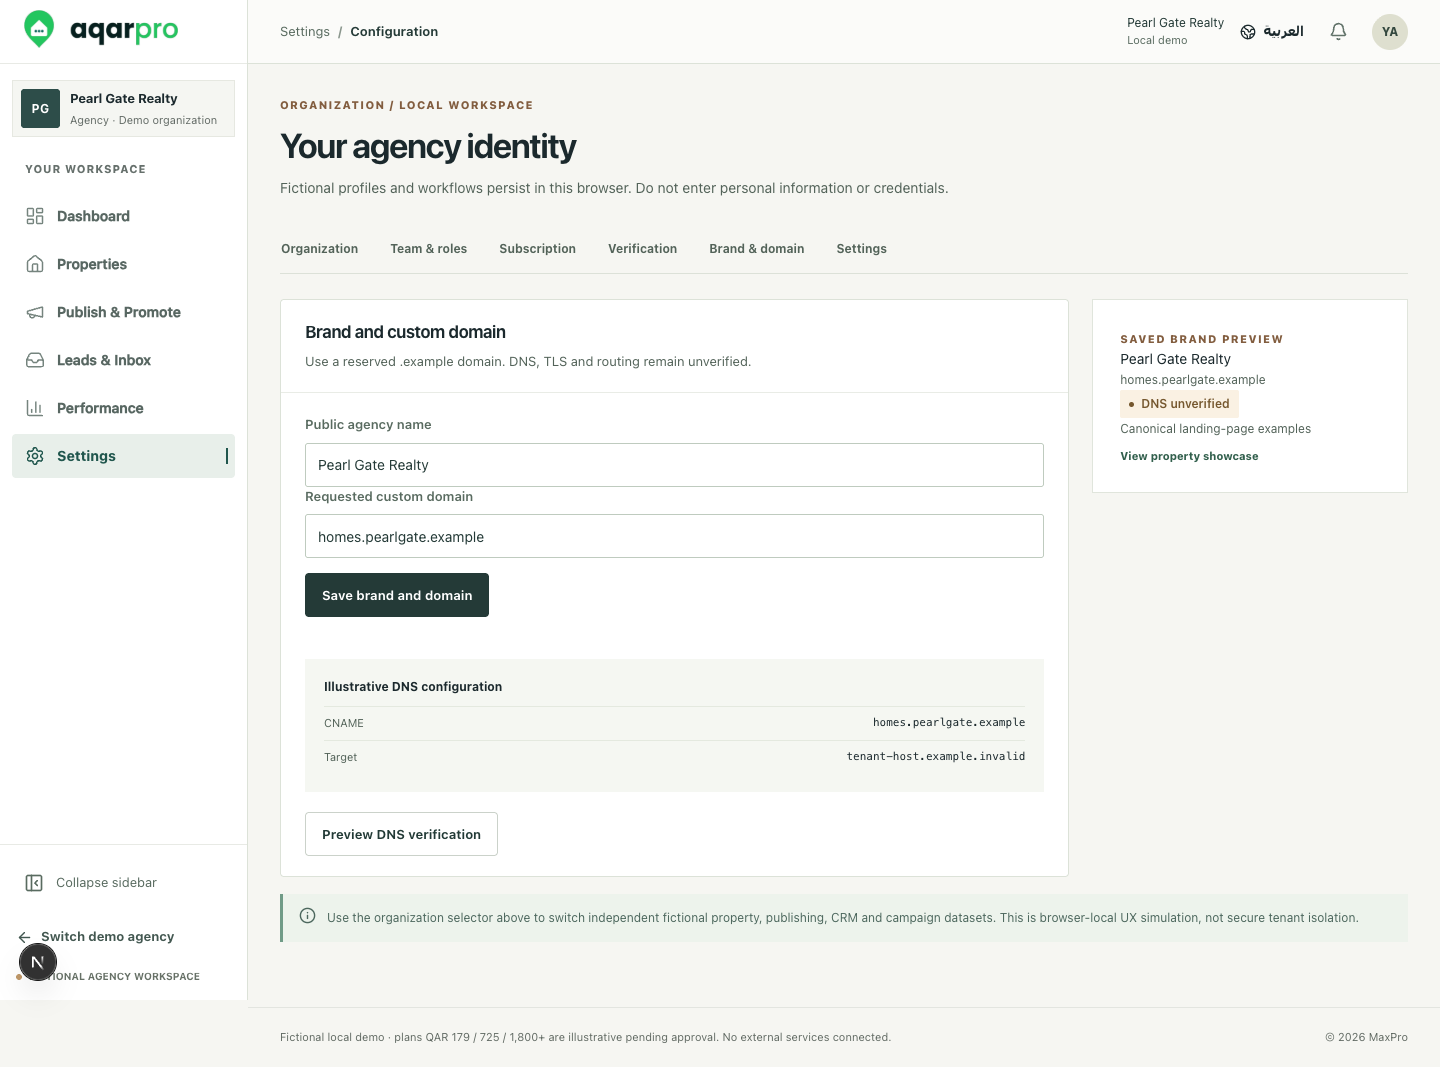 aqarpro
Settings / Configuration
Pearl Gate Realty
Local demo
العربية
YA
PG
Pearl Gate Realty
Agency · Demo organization
YOUR WORKSPACE
Dashboard
Properties
Publish & Promote
Leads & Inbox
Performance
Settings
Collapse sidebar
Switch demo agency
N
IONAL AGENCY WORKSPACE
ORGANIZATION / LOCAL WORKSPACE
Your agency identity
Fictional profiles and workflows persist in this browser. Do not enter personal information or credentials.
Organization
Team & roles
Subscription
Verification
Brand & domain
Settings
Brand and custom domain
Use a reserved .example domain. DNS, TLS and routing remain unverified.
Public agency name
Pearl Gate Realty
Requested custom domain
homes.pearlgate.example
Save brand and domain
Illustrative DNS configuration
CNAME homes.pearlgate.example
Target tenant-host.example.invalid
Preview DNS verification
SAVED BRAND PREVIEW
Pearl Gate Realty
homes.pearlgate.example
DNS unverified
Canonical landing-page examples
View property showcase
Use the organization selector above to switch independent fictional property, publishing, CRM and campaign datasets. This is browser-local UX simulation, not secure tenant isolation.
Fictional local demo · plans QAR 179 / 725 / 1,800+ are illustrative pending approval. No external services connected.
© 2026 MaxPro